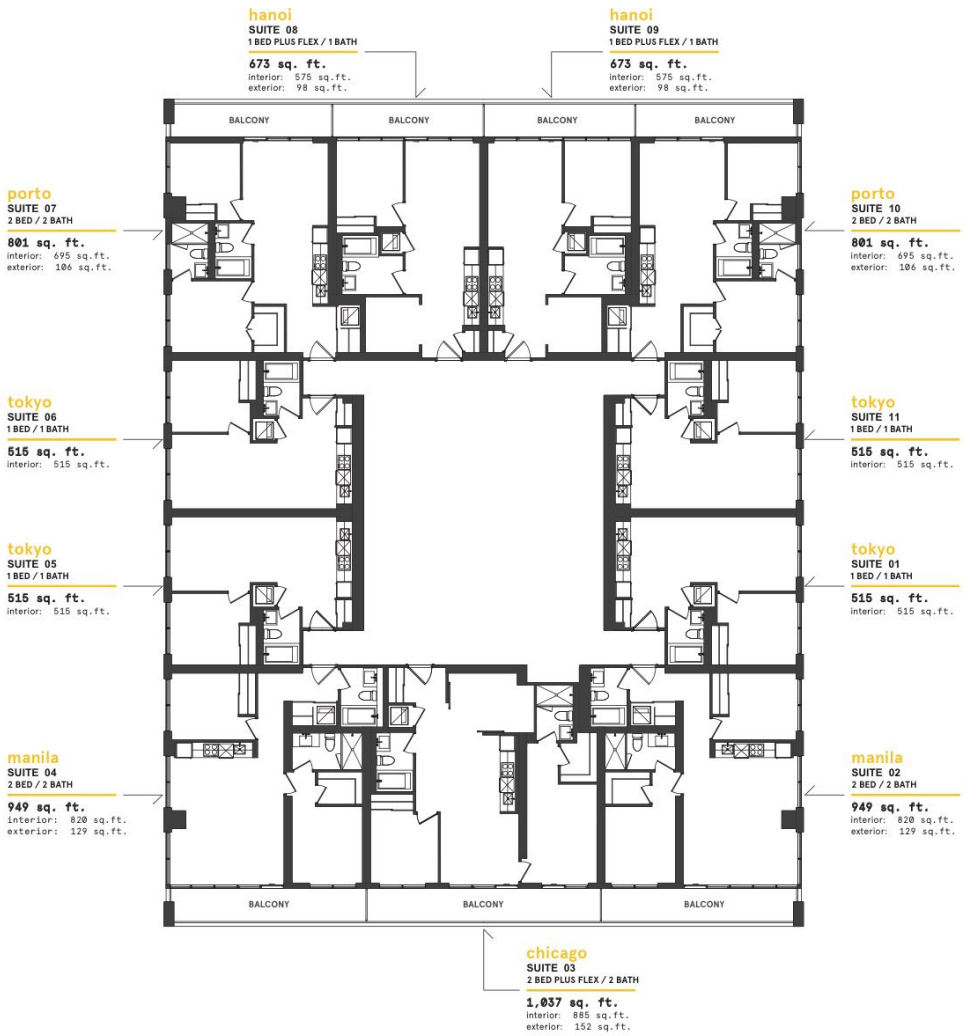 hanoi
SUITE 08
1 BED PLUS FLEX / 1 BATH
673 sq. ft.
interior: 575 sq.ft.
exterior: 98 sq.ft.
hanoi
SUITE 09
1 BED PLUS FLEX / 1 BATH
673 sq. ft.
interior: 575 sq.ft.
exterior: 98 sq.ft.
BALCONY
BALCONY
BALCONY
BALCONY
porto
SUITE 07
2 BED / 2 BATH
801 sq. ft.
interior: 695 sq.ft.
exterior: 106 sq.ft.
porto
SUITE 10
2 BED / 2 BATH
801 sq. ft.
interior: 695 sq.ft.
exterior: 106 sq.ft.
tokyo
SUITE 06
1 BED / 1 BATH
515 sq. ft.
interior: 515 sq.ft.
tokyo
SUITE 11
1 BED / 1 BATH
515 sq. ft.
interior: 515 sq.ft.
tokyo
SUITE 05
1 BED / 1 BATH
515 sq. ft.
interior: 515 sq.ft.
tokyo
SUITE 01
1 BED / 1 BATH
515 sq. ft.
interior: 515 sq.ft.
manila
SUITE 04
2 BED / 2 BATH
949 sq. ft.
interior: 820 sq.ft.
exterior: 129 sq.ft.
manila
SUITE 02
2 BED / 2 BATH
949 sq. ft.
interior: 820 sq.ft.
exterior: 129 sq.ft.
BALCONY
BALCONY
BALCONY
chicago
SUITE 03
2 BED PLUS FLEX / 2 BATH
1,037 sq. ft.
interior: 885 sq.ft.
exterior: 152 sq.ft.